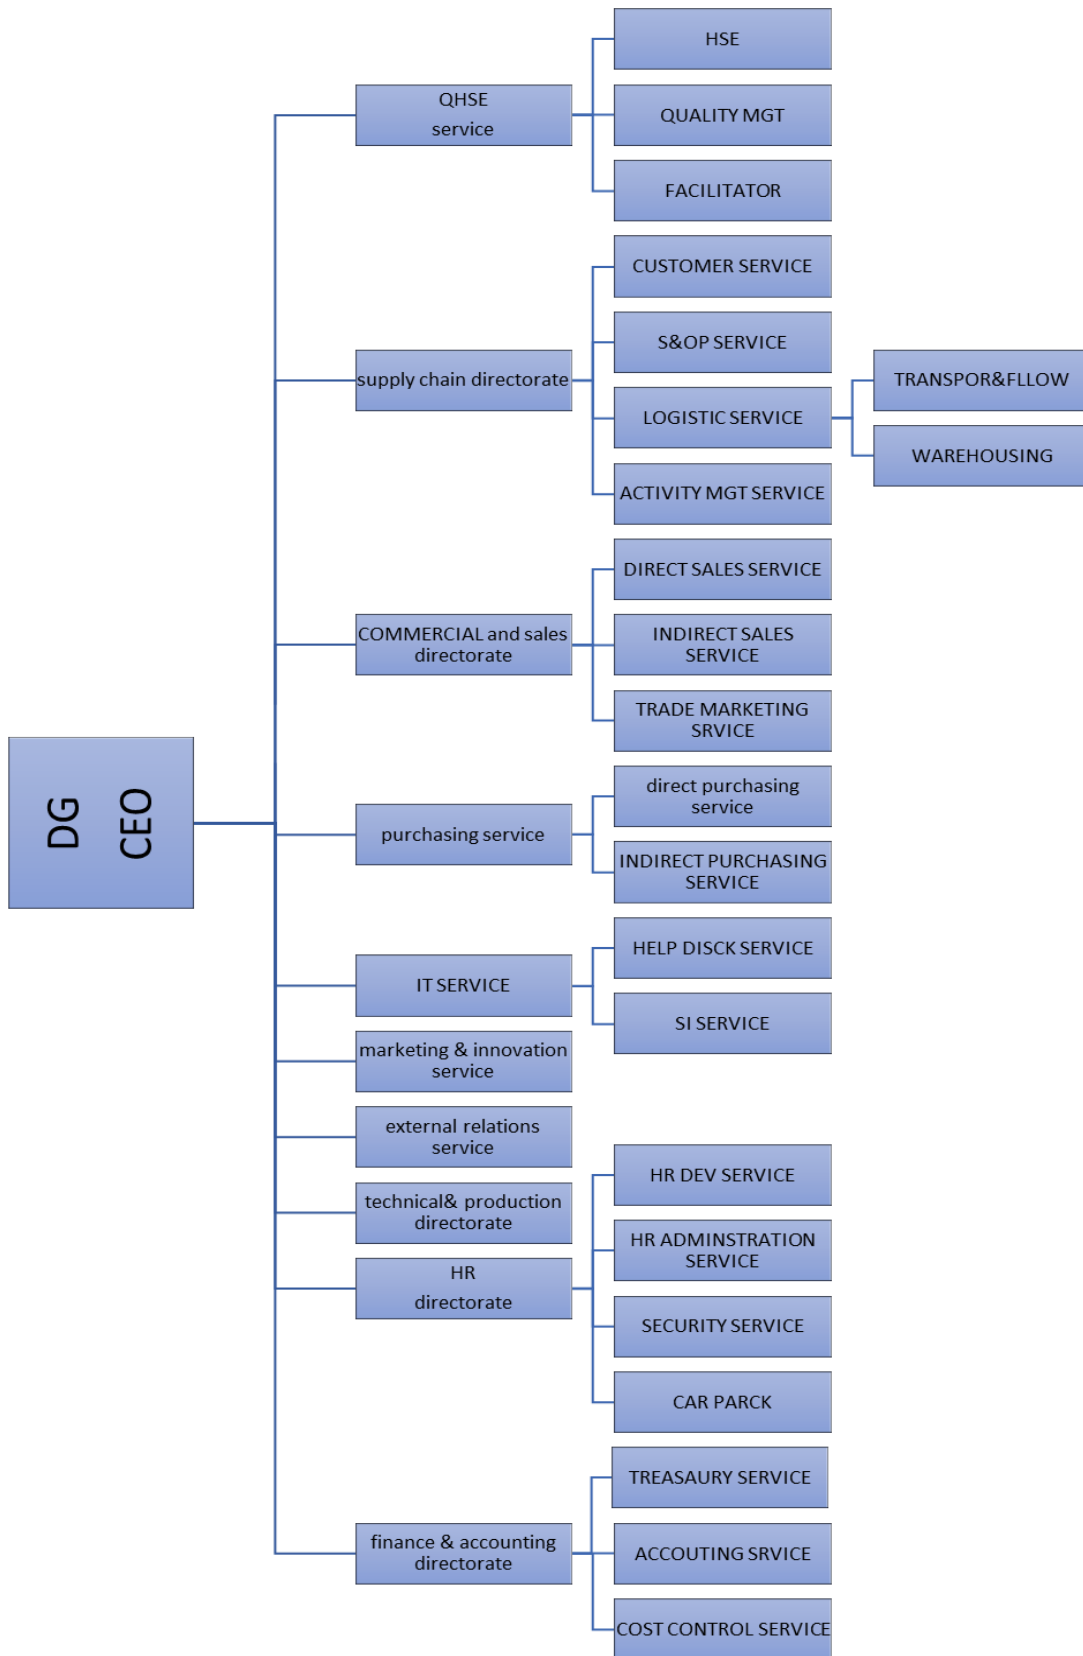 DG
CEO
QHSE
service
HSE
QUALITY MGT
FACILITATOR
supply chain directorate
CUSTOMER SERVICE
S&OP SERVICE
LOGISTIC SERVICE
TRANSPOR&FLLOW
WAREHOUSING
ACTIVITY MGT SERVICE
COMMERCIAL and sales
directorate
DIRECT SALES SERVICE
INDIRECT SALES
SERVICE
TRADE MARKETING
SRVICE
purchasing service
direct purchasing
service
INDIRECT PURCHASING
SERVICE
IT SERVICE
HELP DISCK SERVICE
SI SERVICE
marketing & innovation
service
external relations
service
technical& production
directorate
HR
directorate
HR DEV SERVICE
HR ADMINSTRATION
SERVICE
SECURITY SERVICE
CAR PARCK
finance & accounting
directorate
TREASAURY SERVICE
ACCOUTING SRVICE
COST CONTROL SERVICE